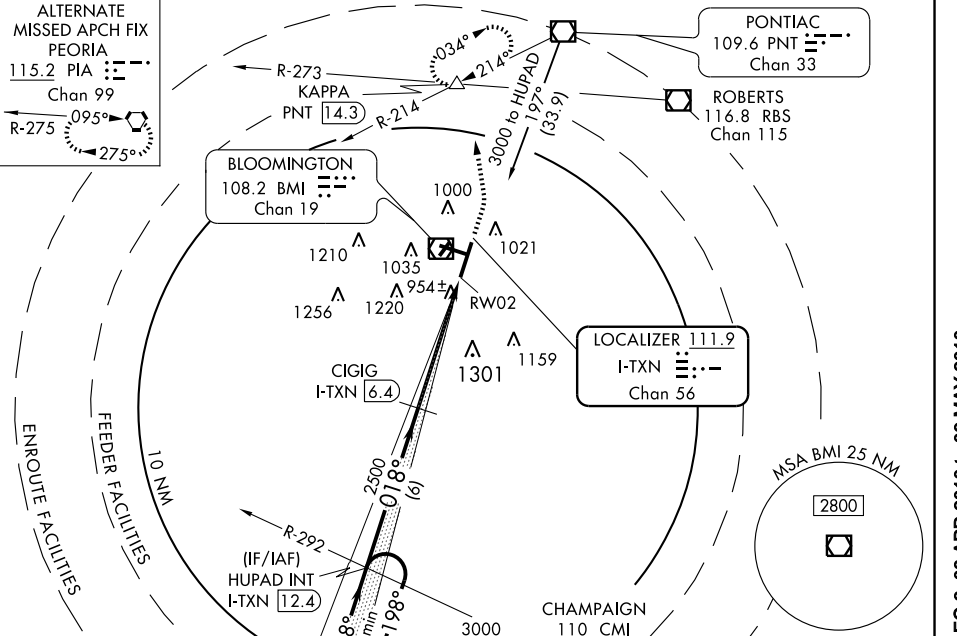 ALTERNATE
MISSED APCH FIX
PEORIA
115.2 PIA
Chan 99
R-275
095°
275°
034°
214°
R-273
KAPPA
PNT 14.3
R-214
3000 to HUPAD
197°
(33.9)
PONTIAC
109.6 PNT
Chan 33
ROBERTS
116.8 RBS
Chan 115
BLOOMINGTON
108.2 BMI
Chan 19
1000
1021
1210
1035
954±
1256
1220
RW02
1159
1301
LOCALIZER 111.9
I-TXN
Chan 56
CIGIG
I-TXN 6.4
2500
018°
(6)
ENROUTE FACILITIES
FEEDER FACILITIES
10 NM
R-292
(IF/IAF)
HUPAD INT
I-TXN 12.4
8°
min
198°
3000
CHAMPAIGN
110 CMI
MSA BMI 25 NM
2800